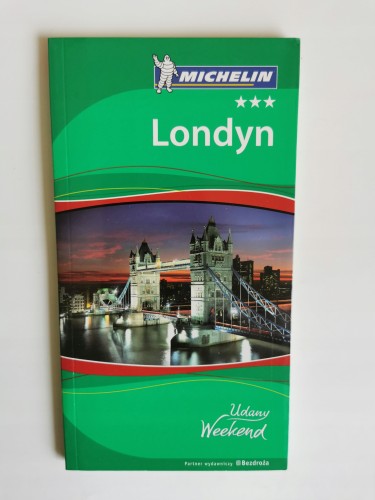 MICHELIN
★★★
Londyn
Udany
Weekend
Partner wydawniczy Bezdroża